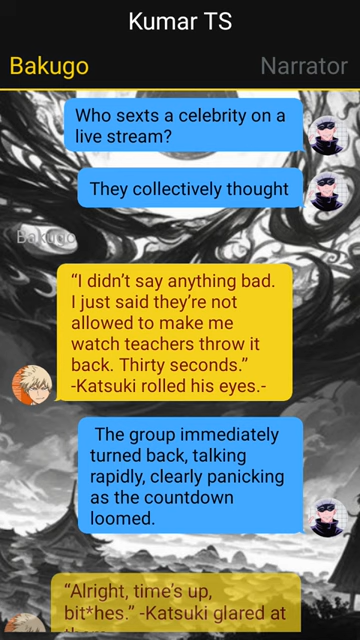 Kumar TS
Bakugo
Narrator
Who sexts a celebrity on a
live stream?
They collectively thought
Bakugo
“I didn’t say anything bad.
I just said they’re not
allowed to make me
watch teachers throw it
back. Thirty seconds.”
-Katsuki rolled his eyes.-
The group immediately
turned back, talking
rapidly, clearly panicking
as the countdown
loomed.
“Alright, time’s up,
bit*hes.” -Katsuki glared at